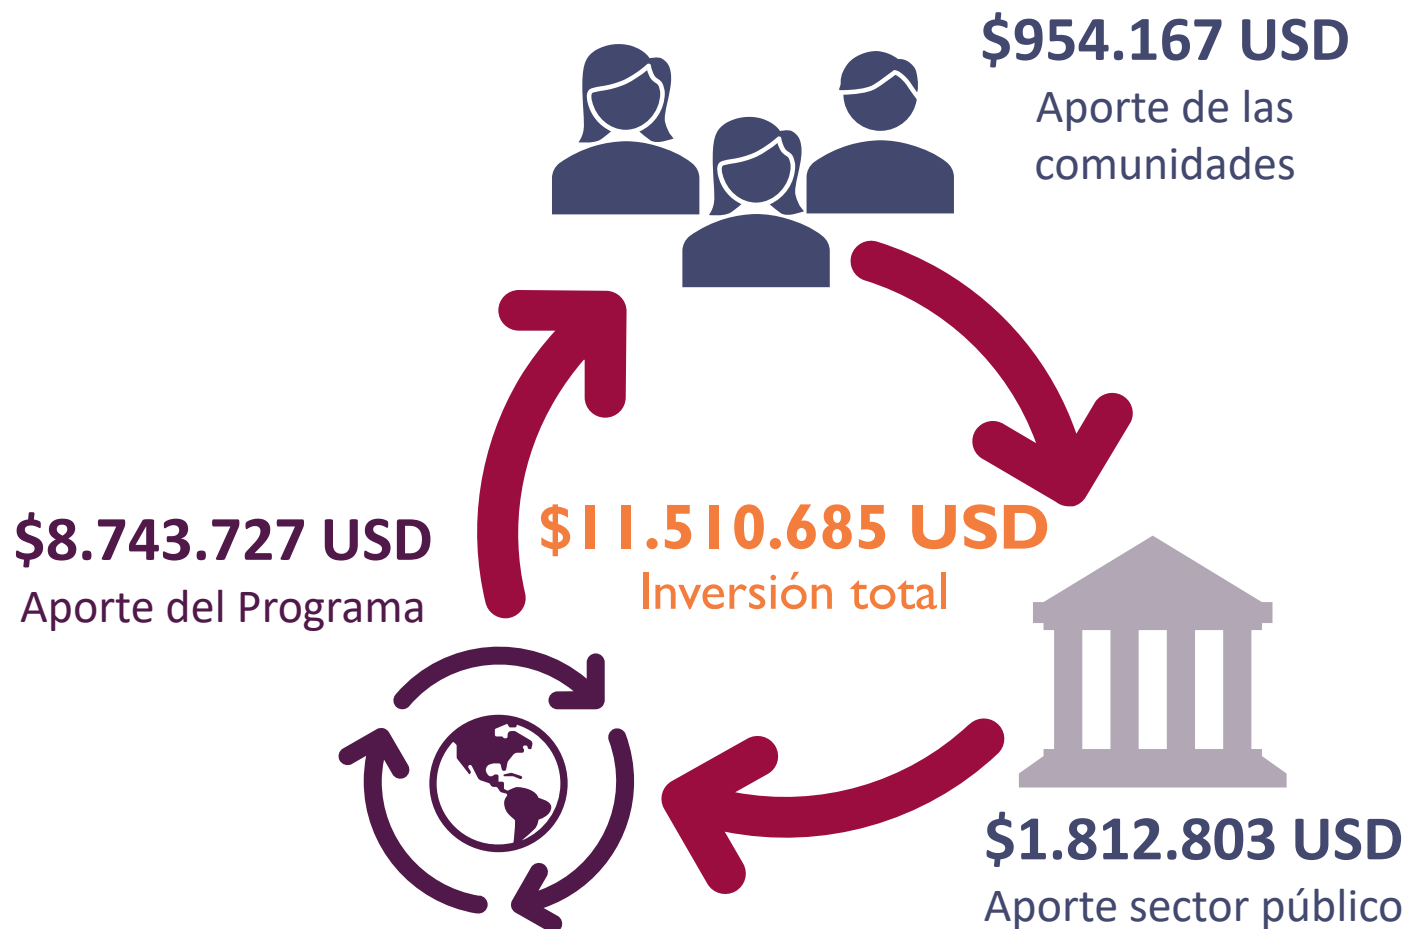 $954.167 USD
Aporte de las
comunidades
$8.743.727 USD
Aporte del Programa
$11.510.685 USD
Inversión total
$1.812.803 USD
Aporte sector público